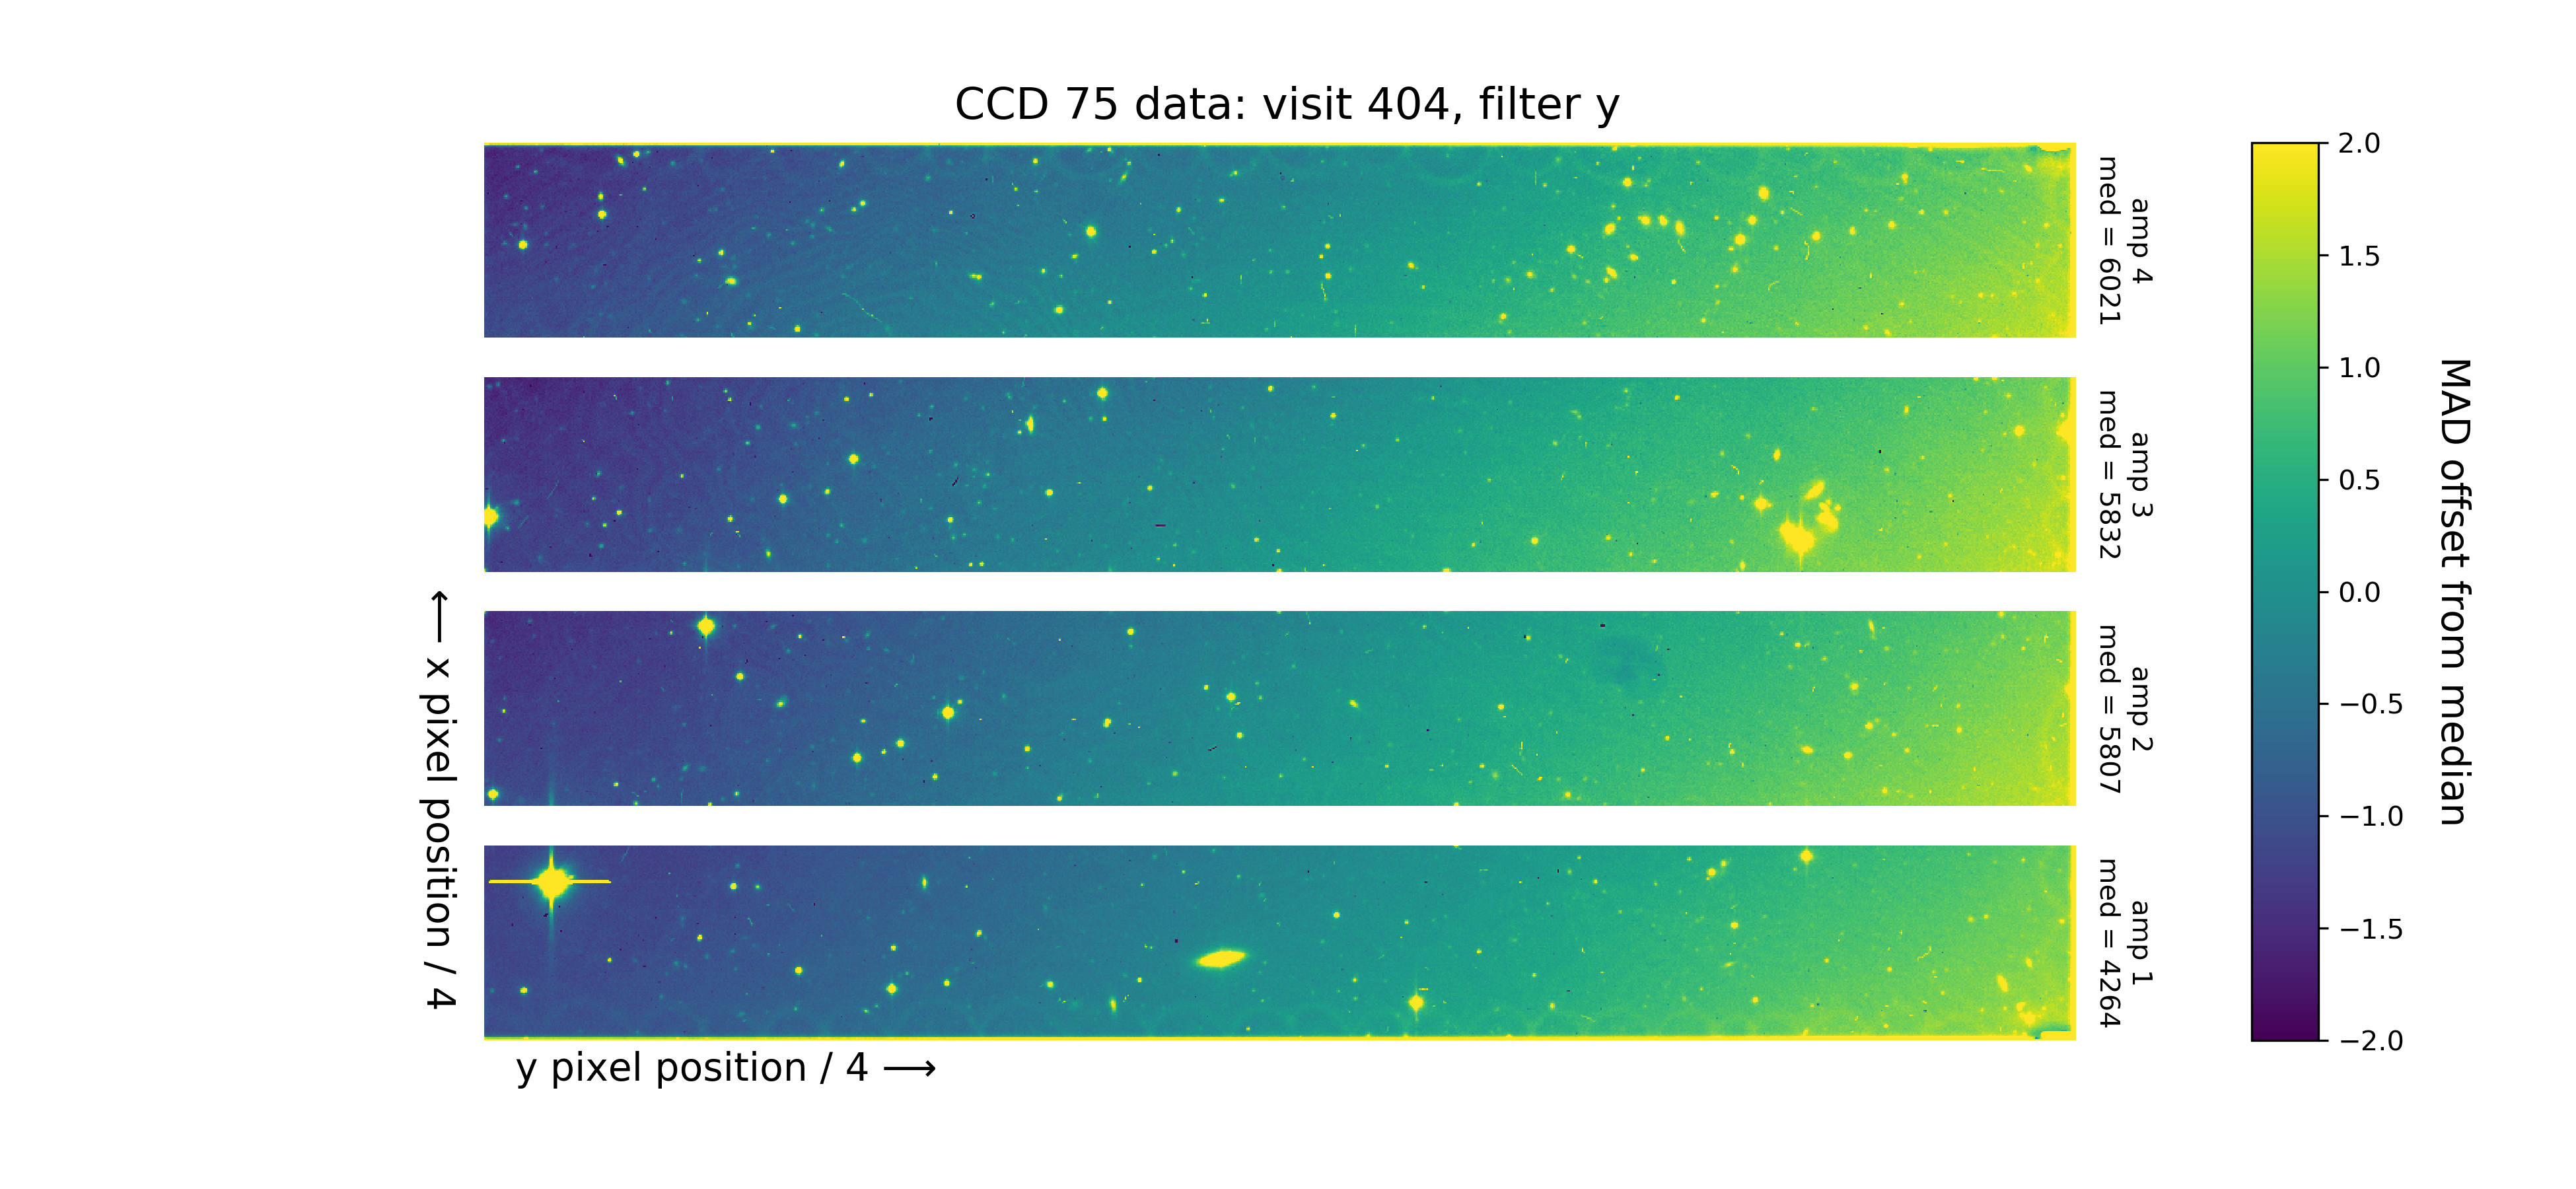 CCD 75 data: visit 404, filter y
amp 4
med = 6021
amp 3
med = 5832
amp 2
med = 5807
amp 1
med = 4264
⟵ x pixel position / 4
y pixel position / 4 ⟶
2.0
1.5
1.0
0.5
0.0
−0.5
−1.0
−1.5
−2.0
MAD offset from median